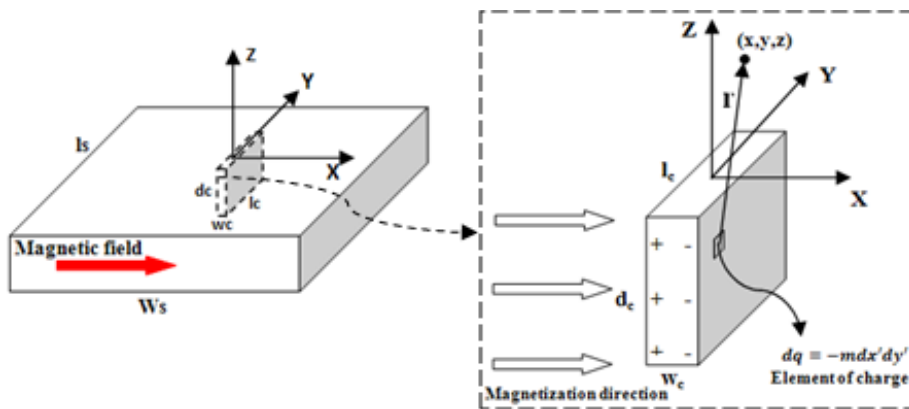 Z
Y
ls
X
dc
lc
wc
Magnetic field
Ws
Z
(x,y,z)
Y
r
lc
X
+ -
+ -
dc
+ -
wc
Magnetization direction
dq = −mdx'dy'
Element of charge